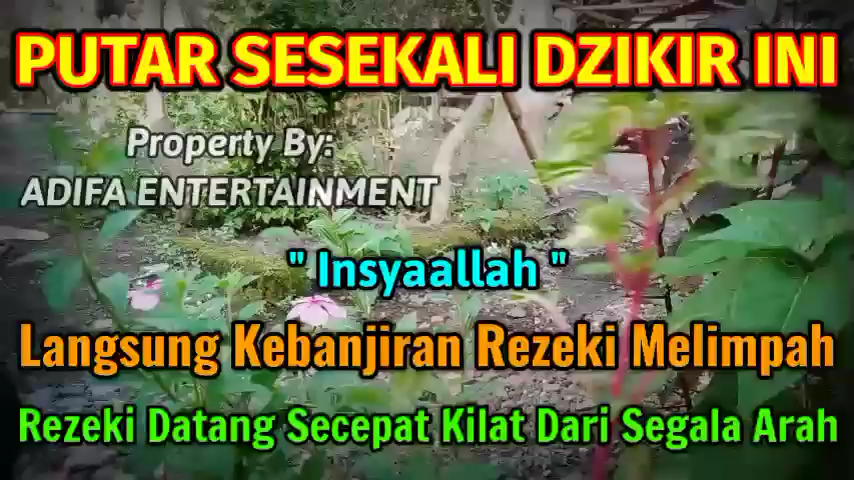 PUTAR SESEKALI DZIKIR INI
Property By:
ADIFA ENTERTAINMENT
" Insyaallah "
Langsung Kebanjiran Rezeki Melimpah
Rezeki Datang Secepat Kilat Dari Segala Arah